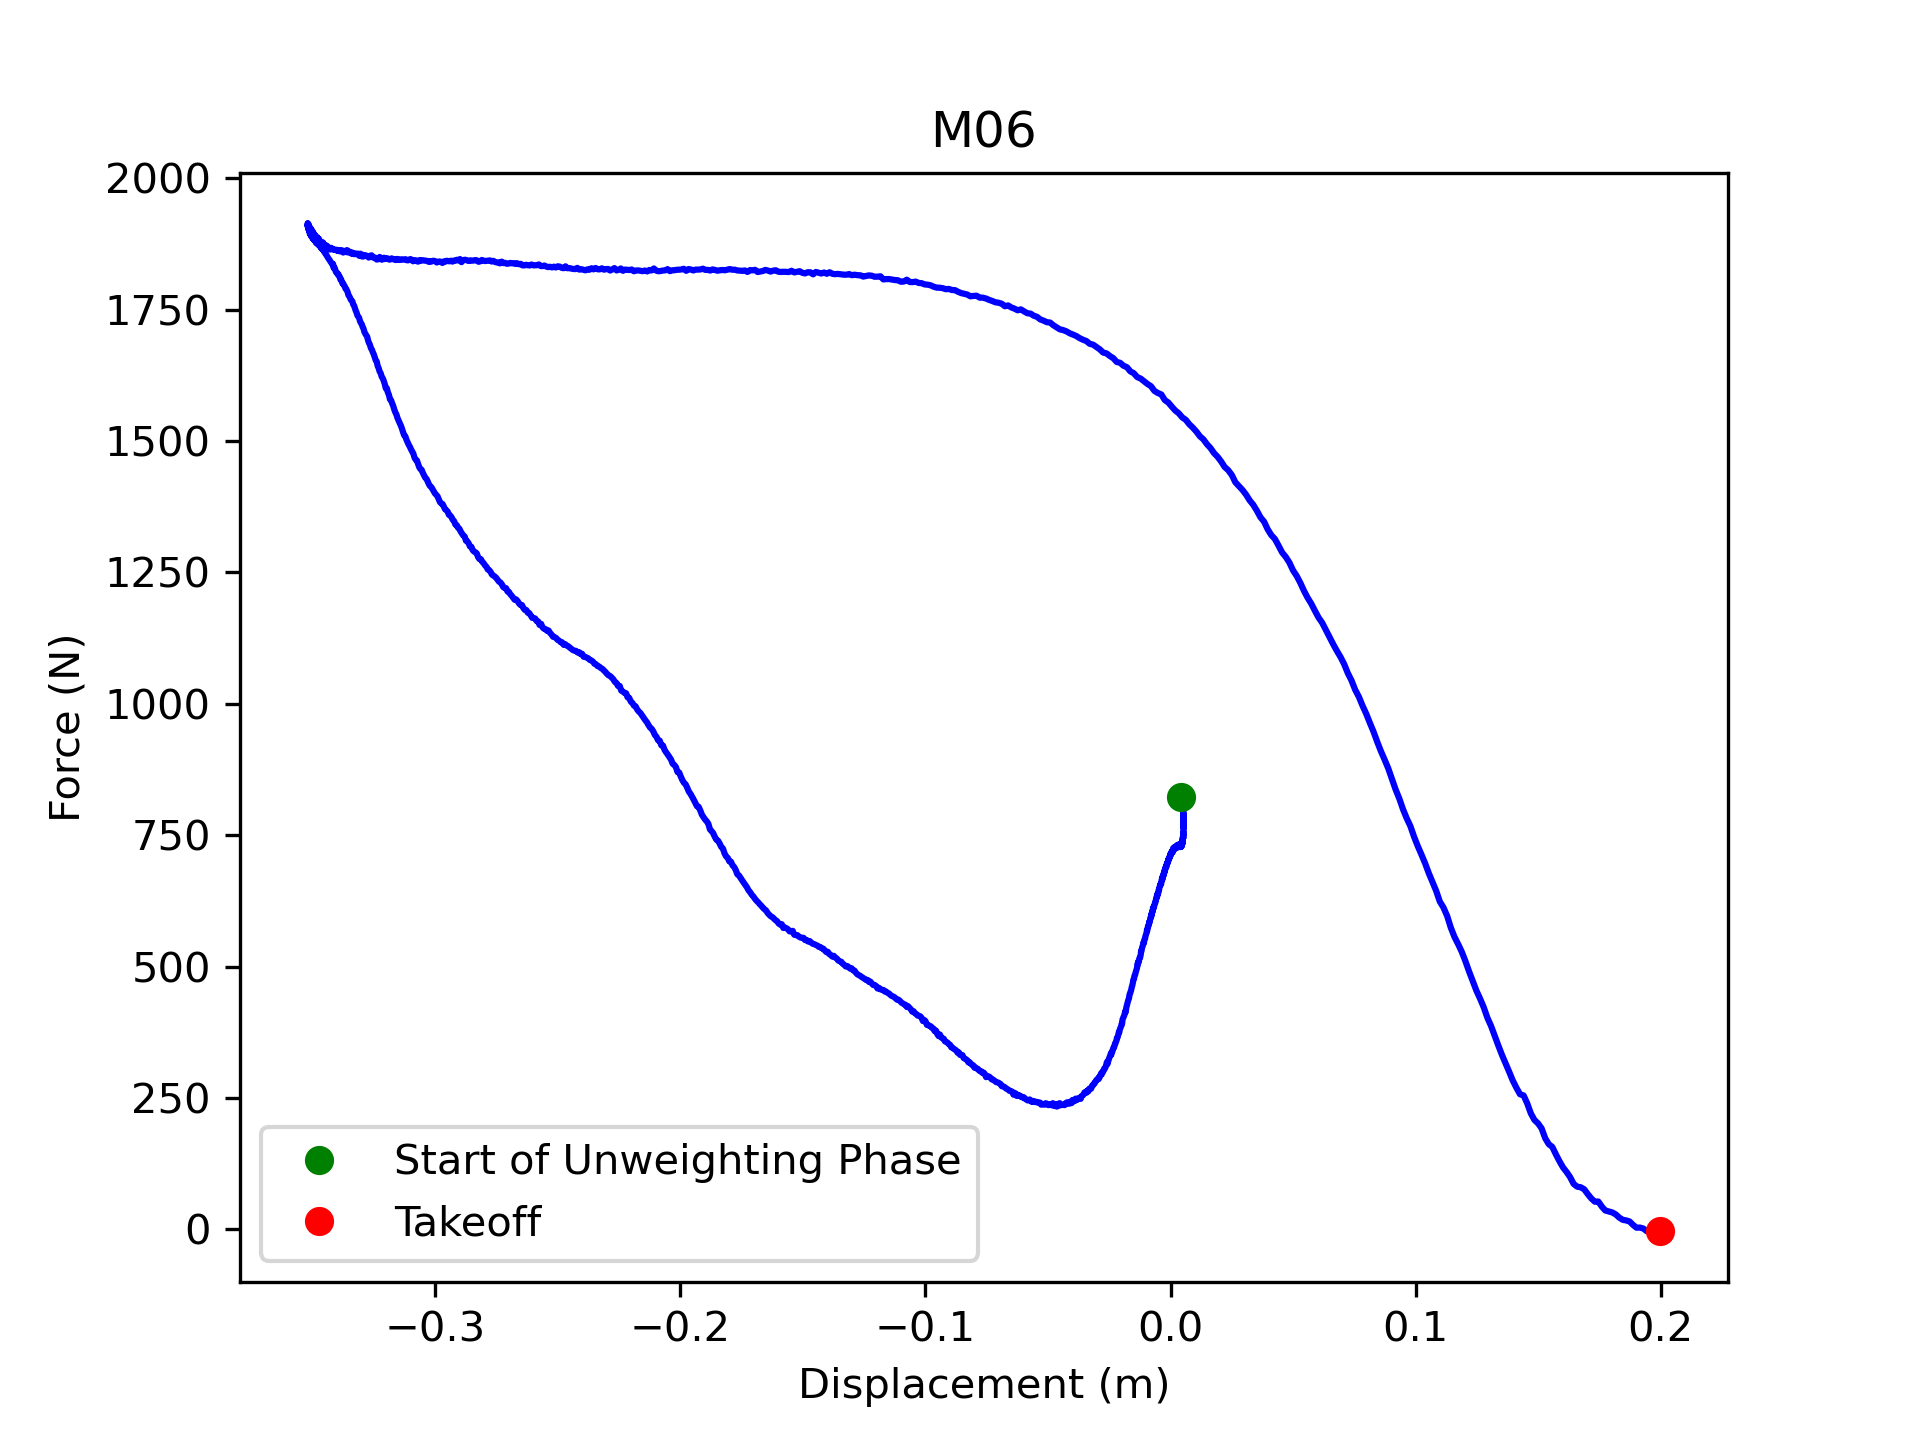 M06
2000
1750
1500
1250
1000
750
500
250
0
Force (N)
Start of Unweighting Phase
Takeoff
−0.3 −0.2 −0.1 0.0 0.1 0.2
Displacement (m)